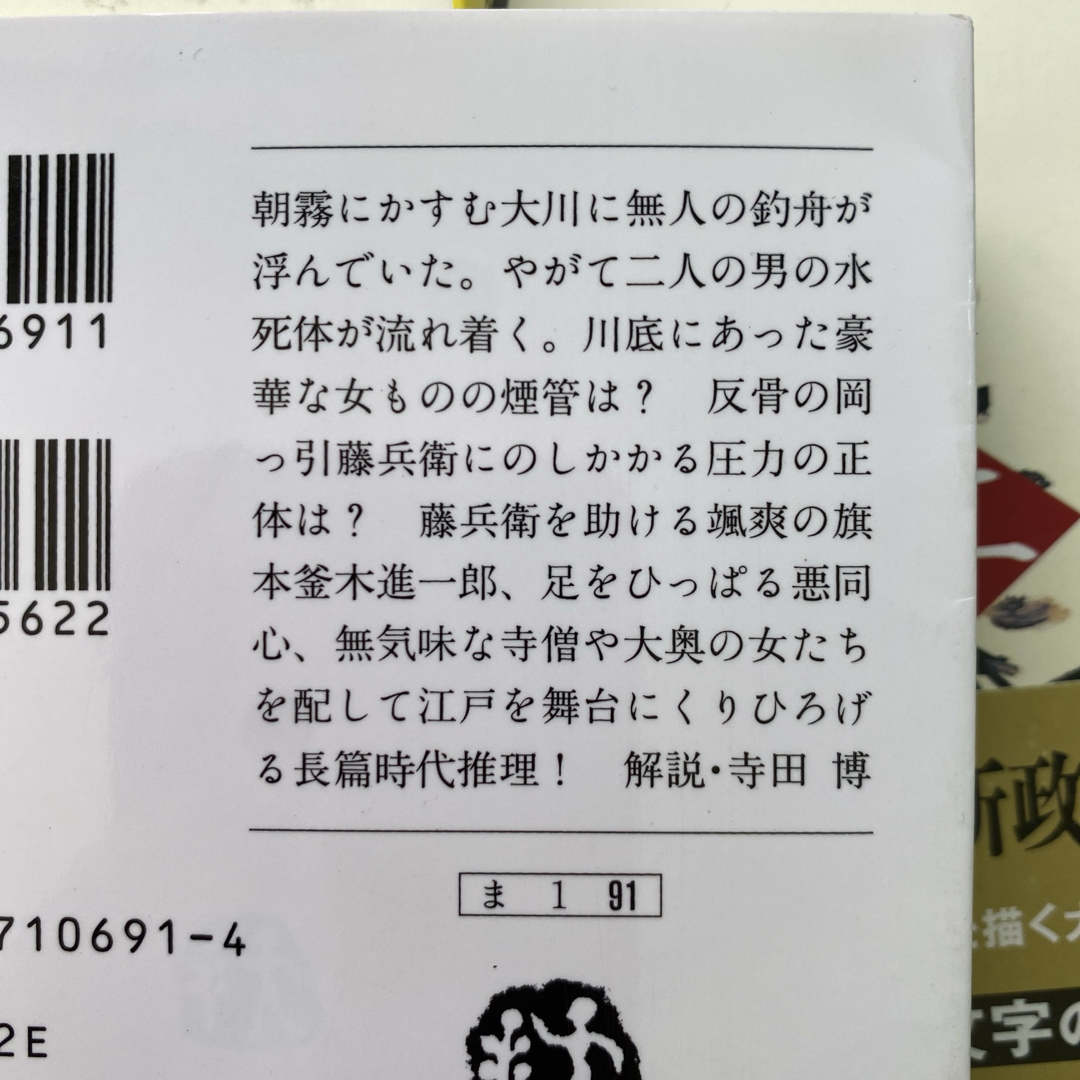 朝霧にかすむ大川に無人の釣舟が
浮んでいた。やがて二人の男の水
死体が流れ着く。川底にあった豪
華な女ものの煙管は？　反骨の岡
っ引藤兵衛にのしかかる圧力の正
体は？　藤兵衛を助ける颯爽の旗
本釜木進一郎、足をひっぱる悪同
心、無気味な寺僧や大奥の女たち
を配して江戸を舞台にくりひろげ
る長篇時代推理！　解説・寺田 博
ま 1 91
6911
5622
710691-4
2E
新政
を描く
文字の